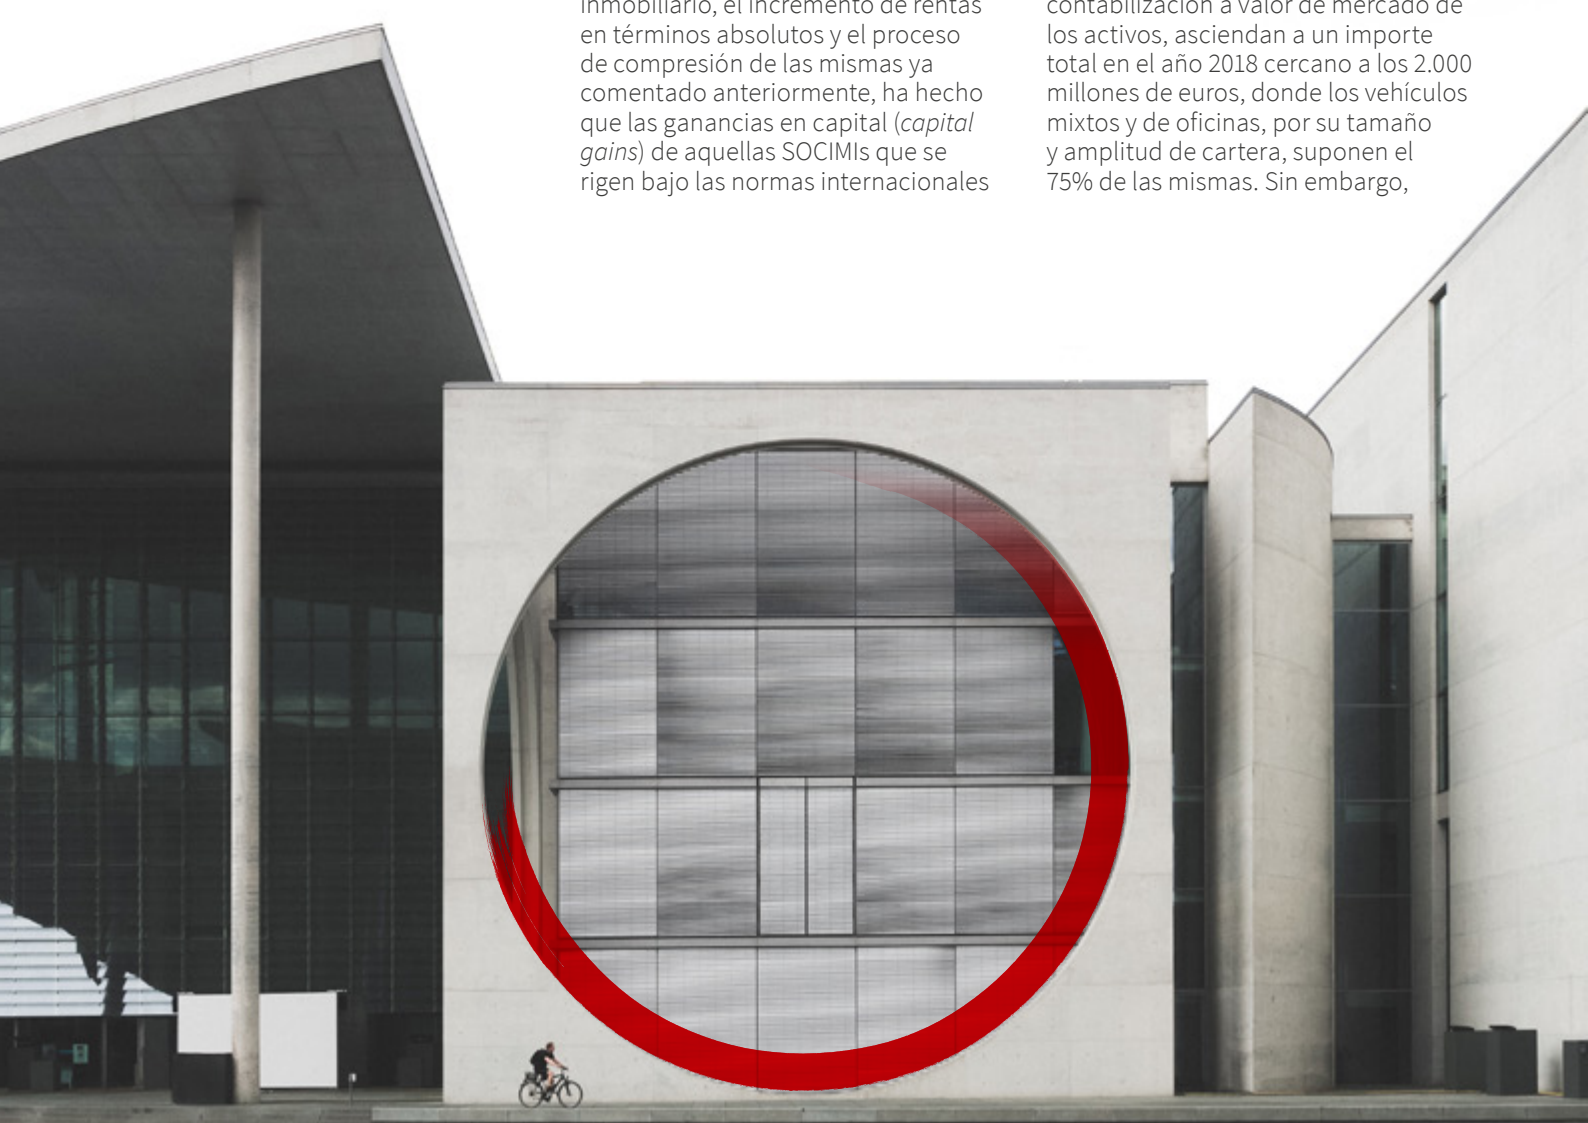 inmobiliario, el incremento de rentas
en términos absolutos y el proceso
de compresión de las mismas ya
comentado anteriormente, ha hecho
que las ganancias en capital (capital
gains) de aquellas SOCIMIs que se
rigen bajo las normas internacionales
contabilización a valor de mercado de
los activos, asciendan a un importe
total en el año 2018 cercano a los 2.000
millones de euros, donde los vehículos
mixtos y de oficinas, por su tamaño
y amplitud de cartera, suponen el
75% de las mismas. Sin embargo,